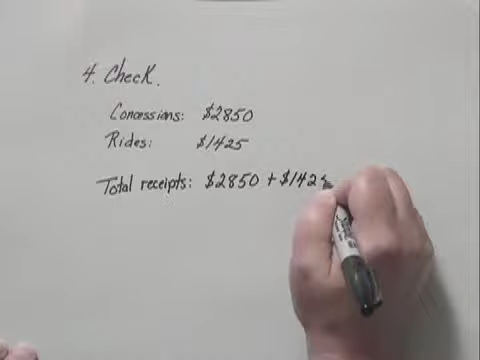 4. Check.
Concessions: $2850
Rides: $1425
Total receipts: $2850 + $142